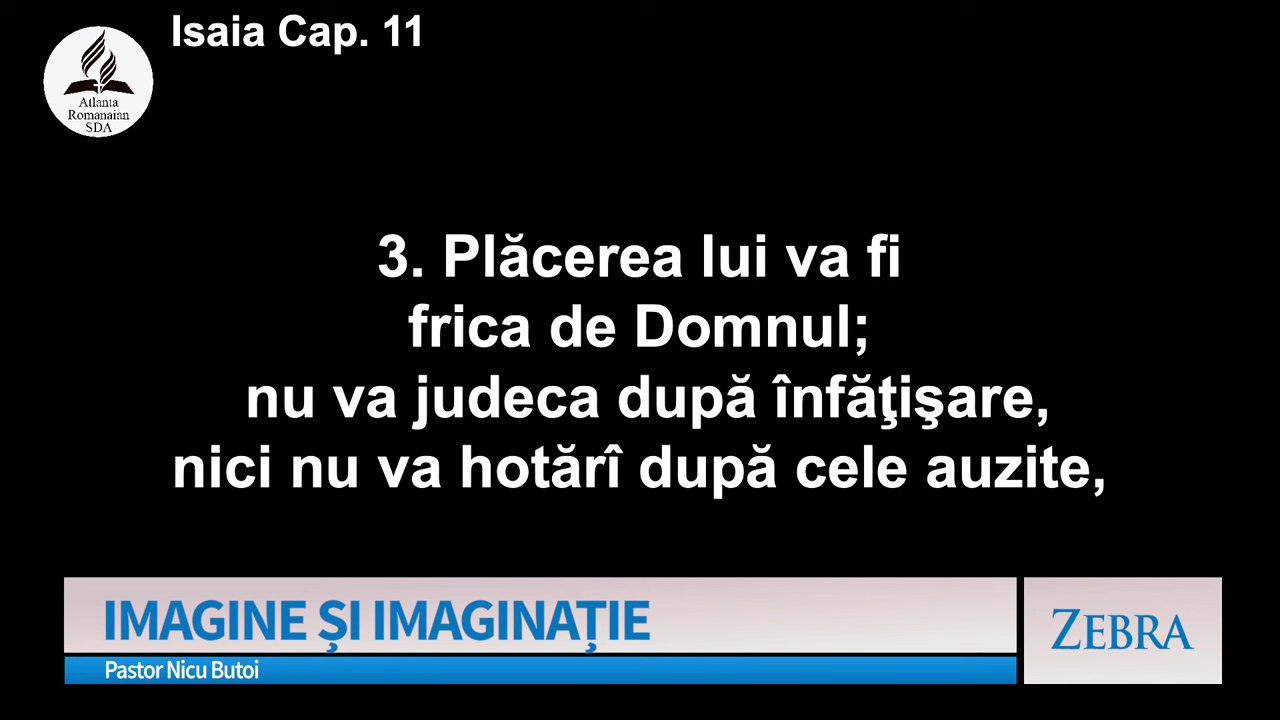 Isaia Cap. 11
Atlanta
Romanaian
SDA
3. Plăcerea lui va fi
frica de Domnul;
nu va judeca după înfăţişare,
nici nu va hotărî după cele auzite,
IMAGINE ȘI IMAGINAȚIE
ZEBRA
Pastor Nicu Butoi